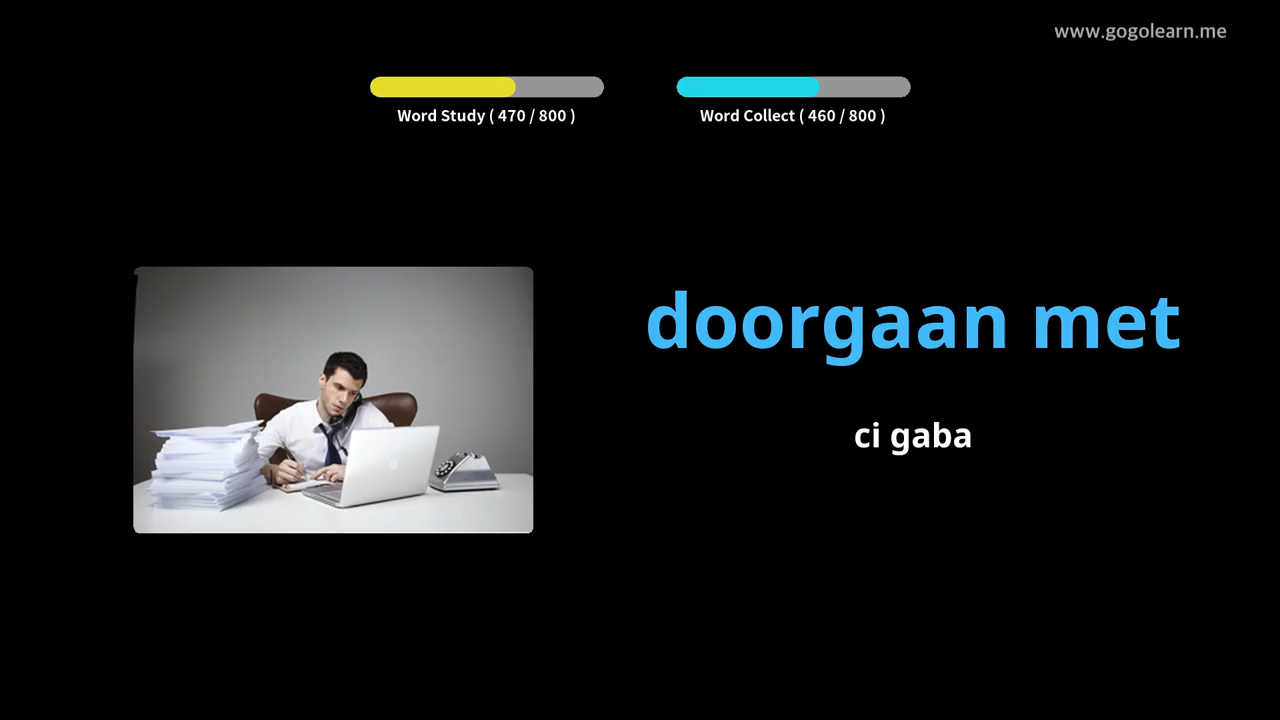 www.gogolearn.me
Word Study ( 470 / 800 )
Word Collect ( 460 / 800 )
doorgaan met
ci gaba